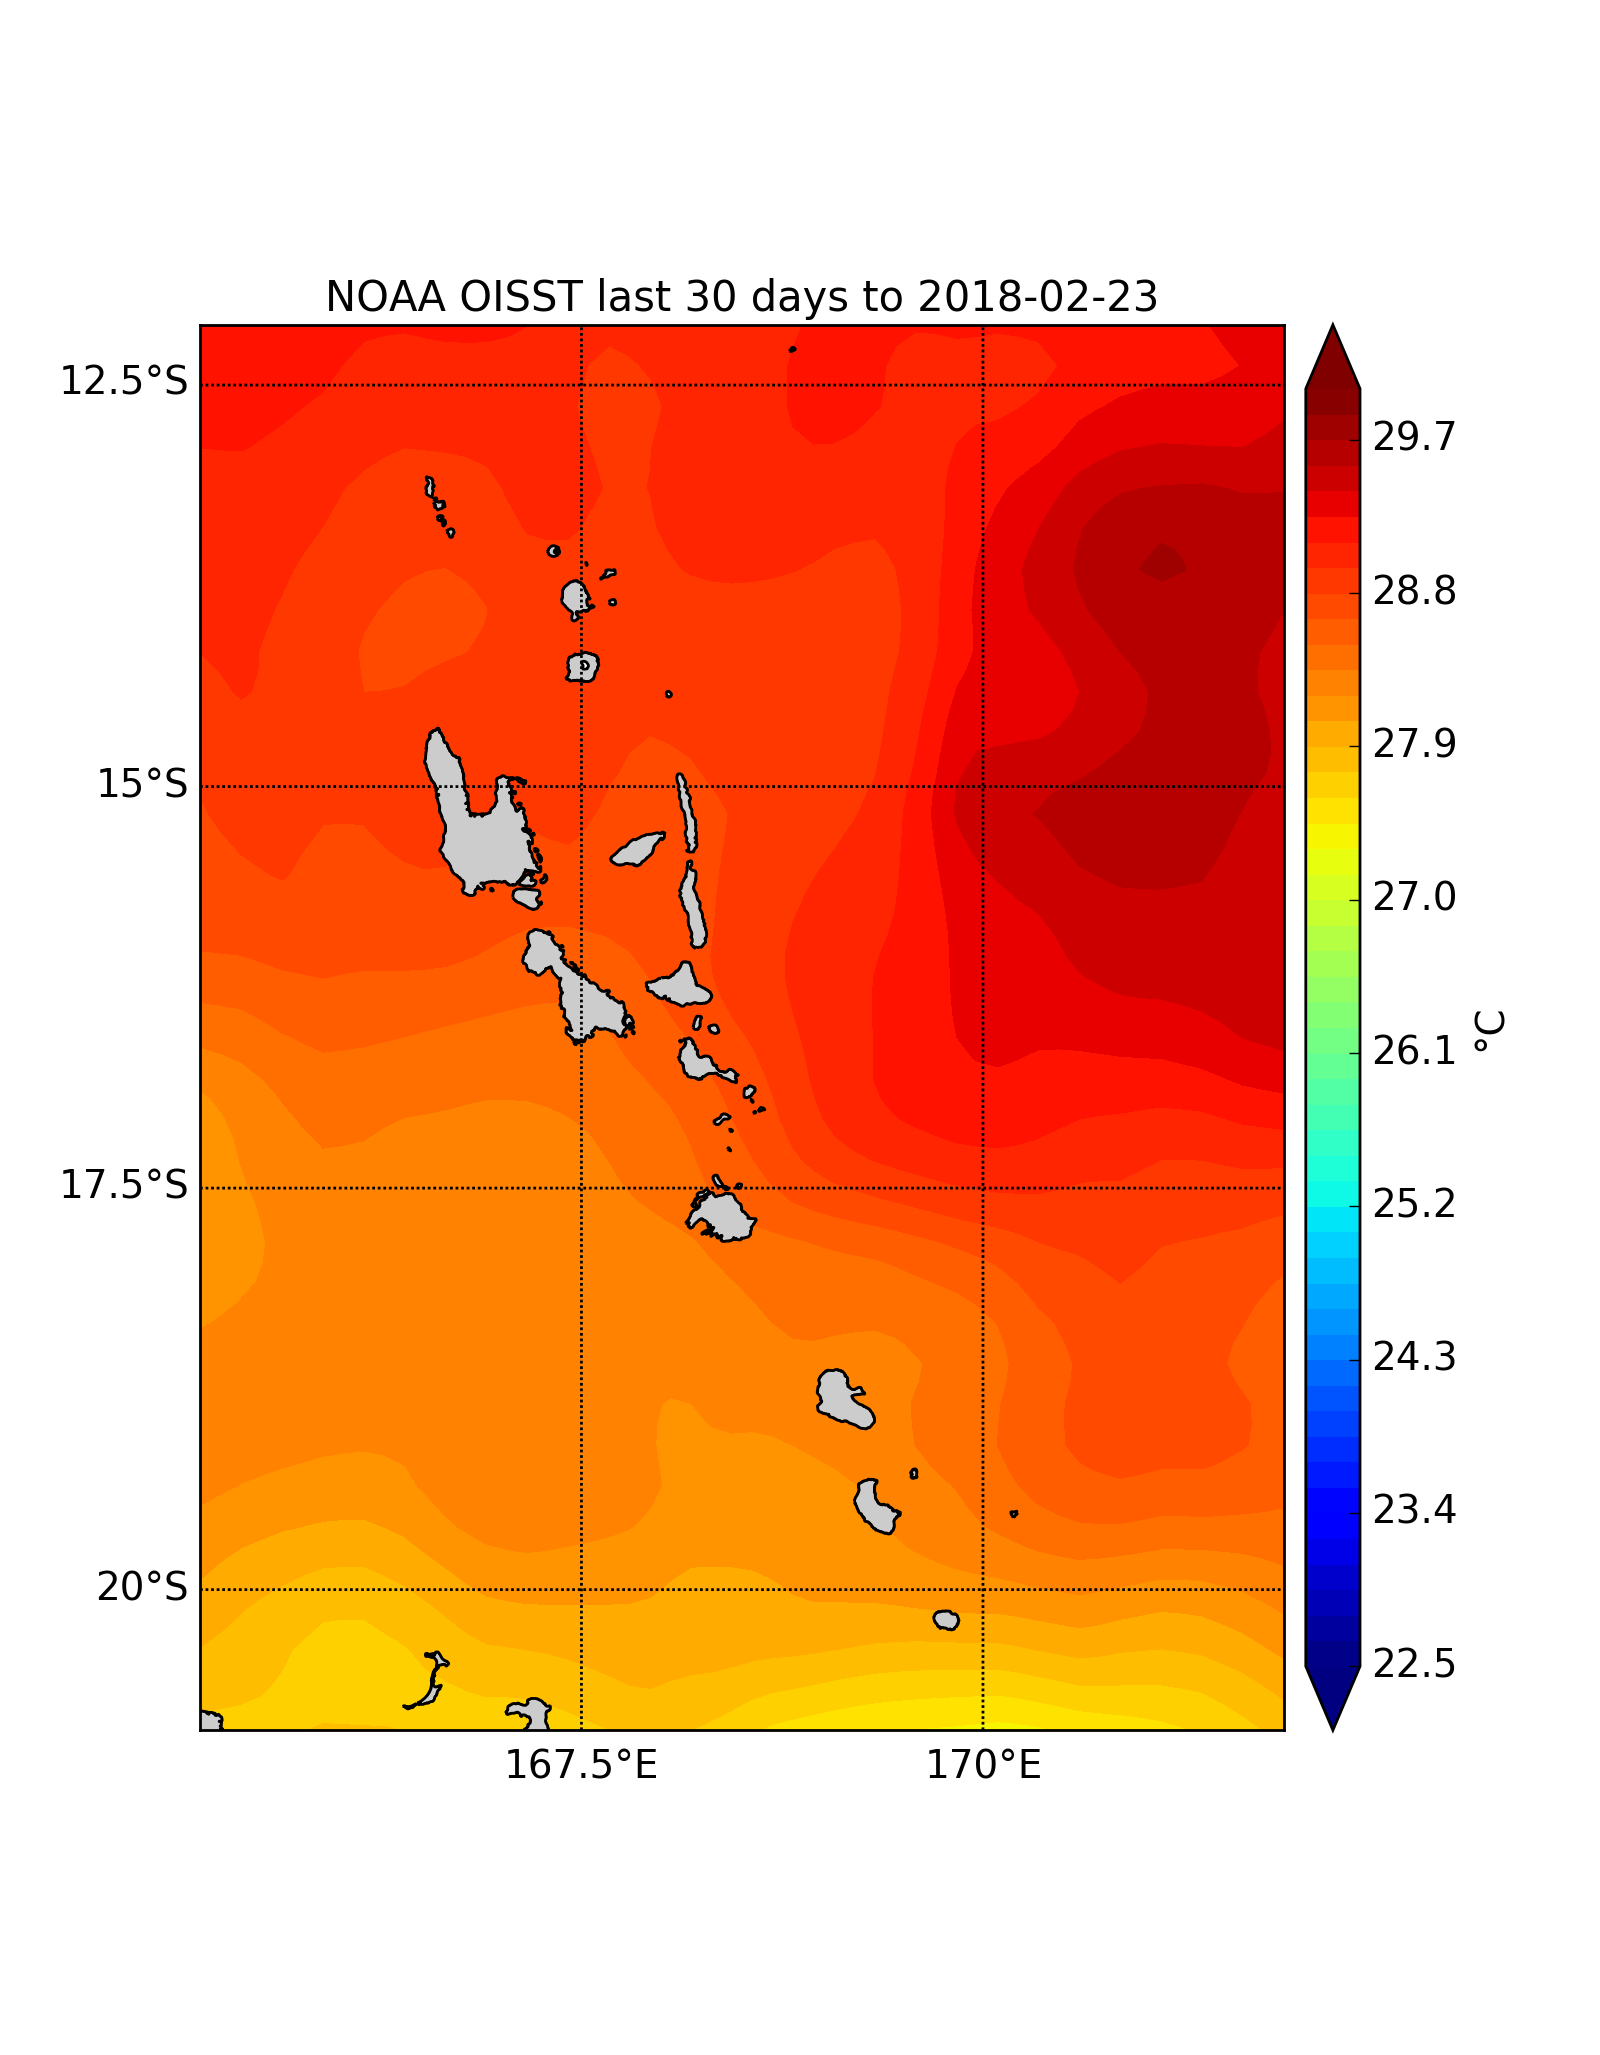 NOAA OISST last 30 days to 2018-02-23
12.5°S
15°S
17.5°S
20°S
167.5°E
170°E
29.7
28.8
27.9
27.0
26.1
25.2
24.3
23.4
22.5
°C